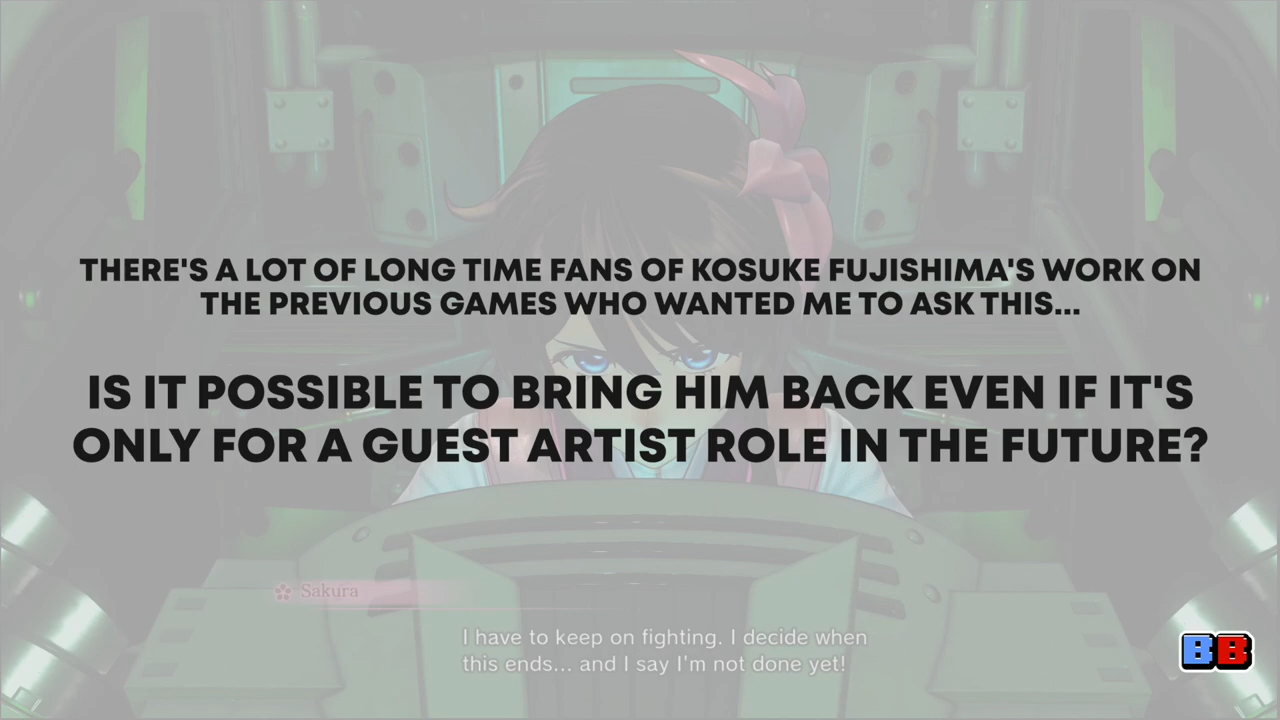 THERE'S A LOT OF LONG TIME FANS OF KOSUKE FUJISHIMA'S WORK ON
THE PREVIOUS GAMES WHO WANTED ME TO ASK THIS...
IS IT POSSIBLE TO BRING HIM BACK EVEN IF IT'S
ONLY FOR A GUEST ARTIST ROLE IN THE FUTURE?
Sakura
I have to keep on fighting. I decide when
this ends... and I say I'm not done yet!
BB